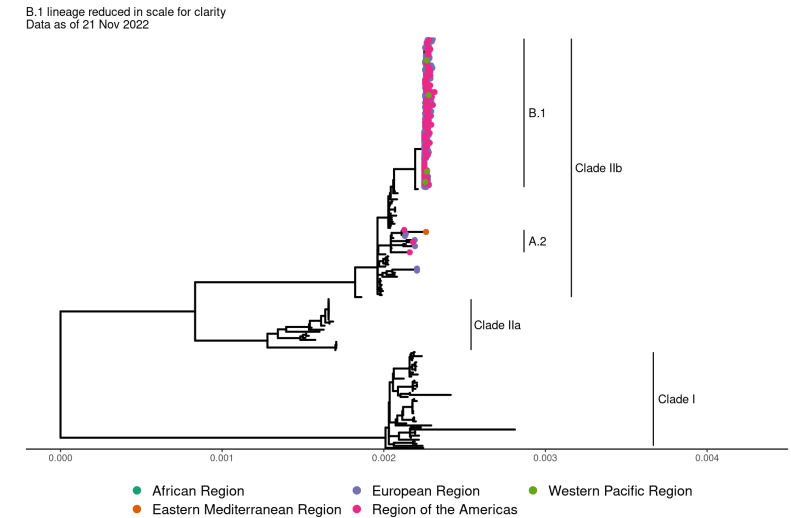 B.1 lineage reduced in scale for clarity
Data as of 21 Nov 2022
B.1
Clade IIb
A.2
Clade IIa
Clade I
0.000 0.001 0.002 0.003 0.004
African Region European Region Western Pacific Region
Eastern Mediterranean Region Region of the Americas